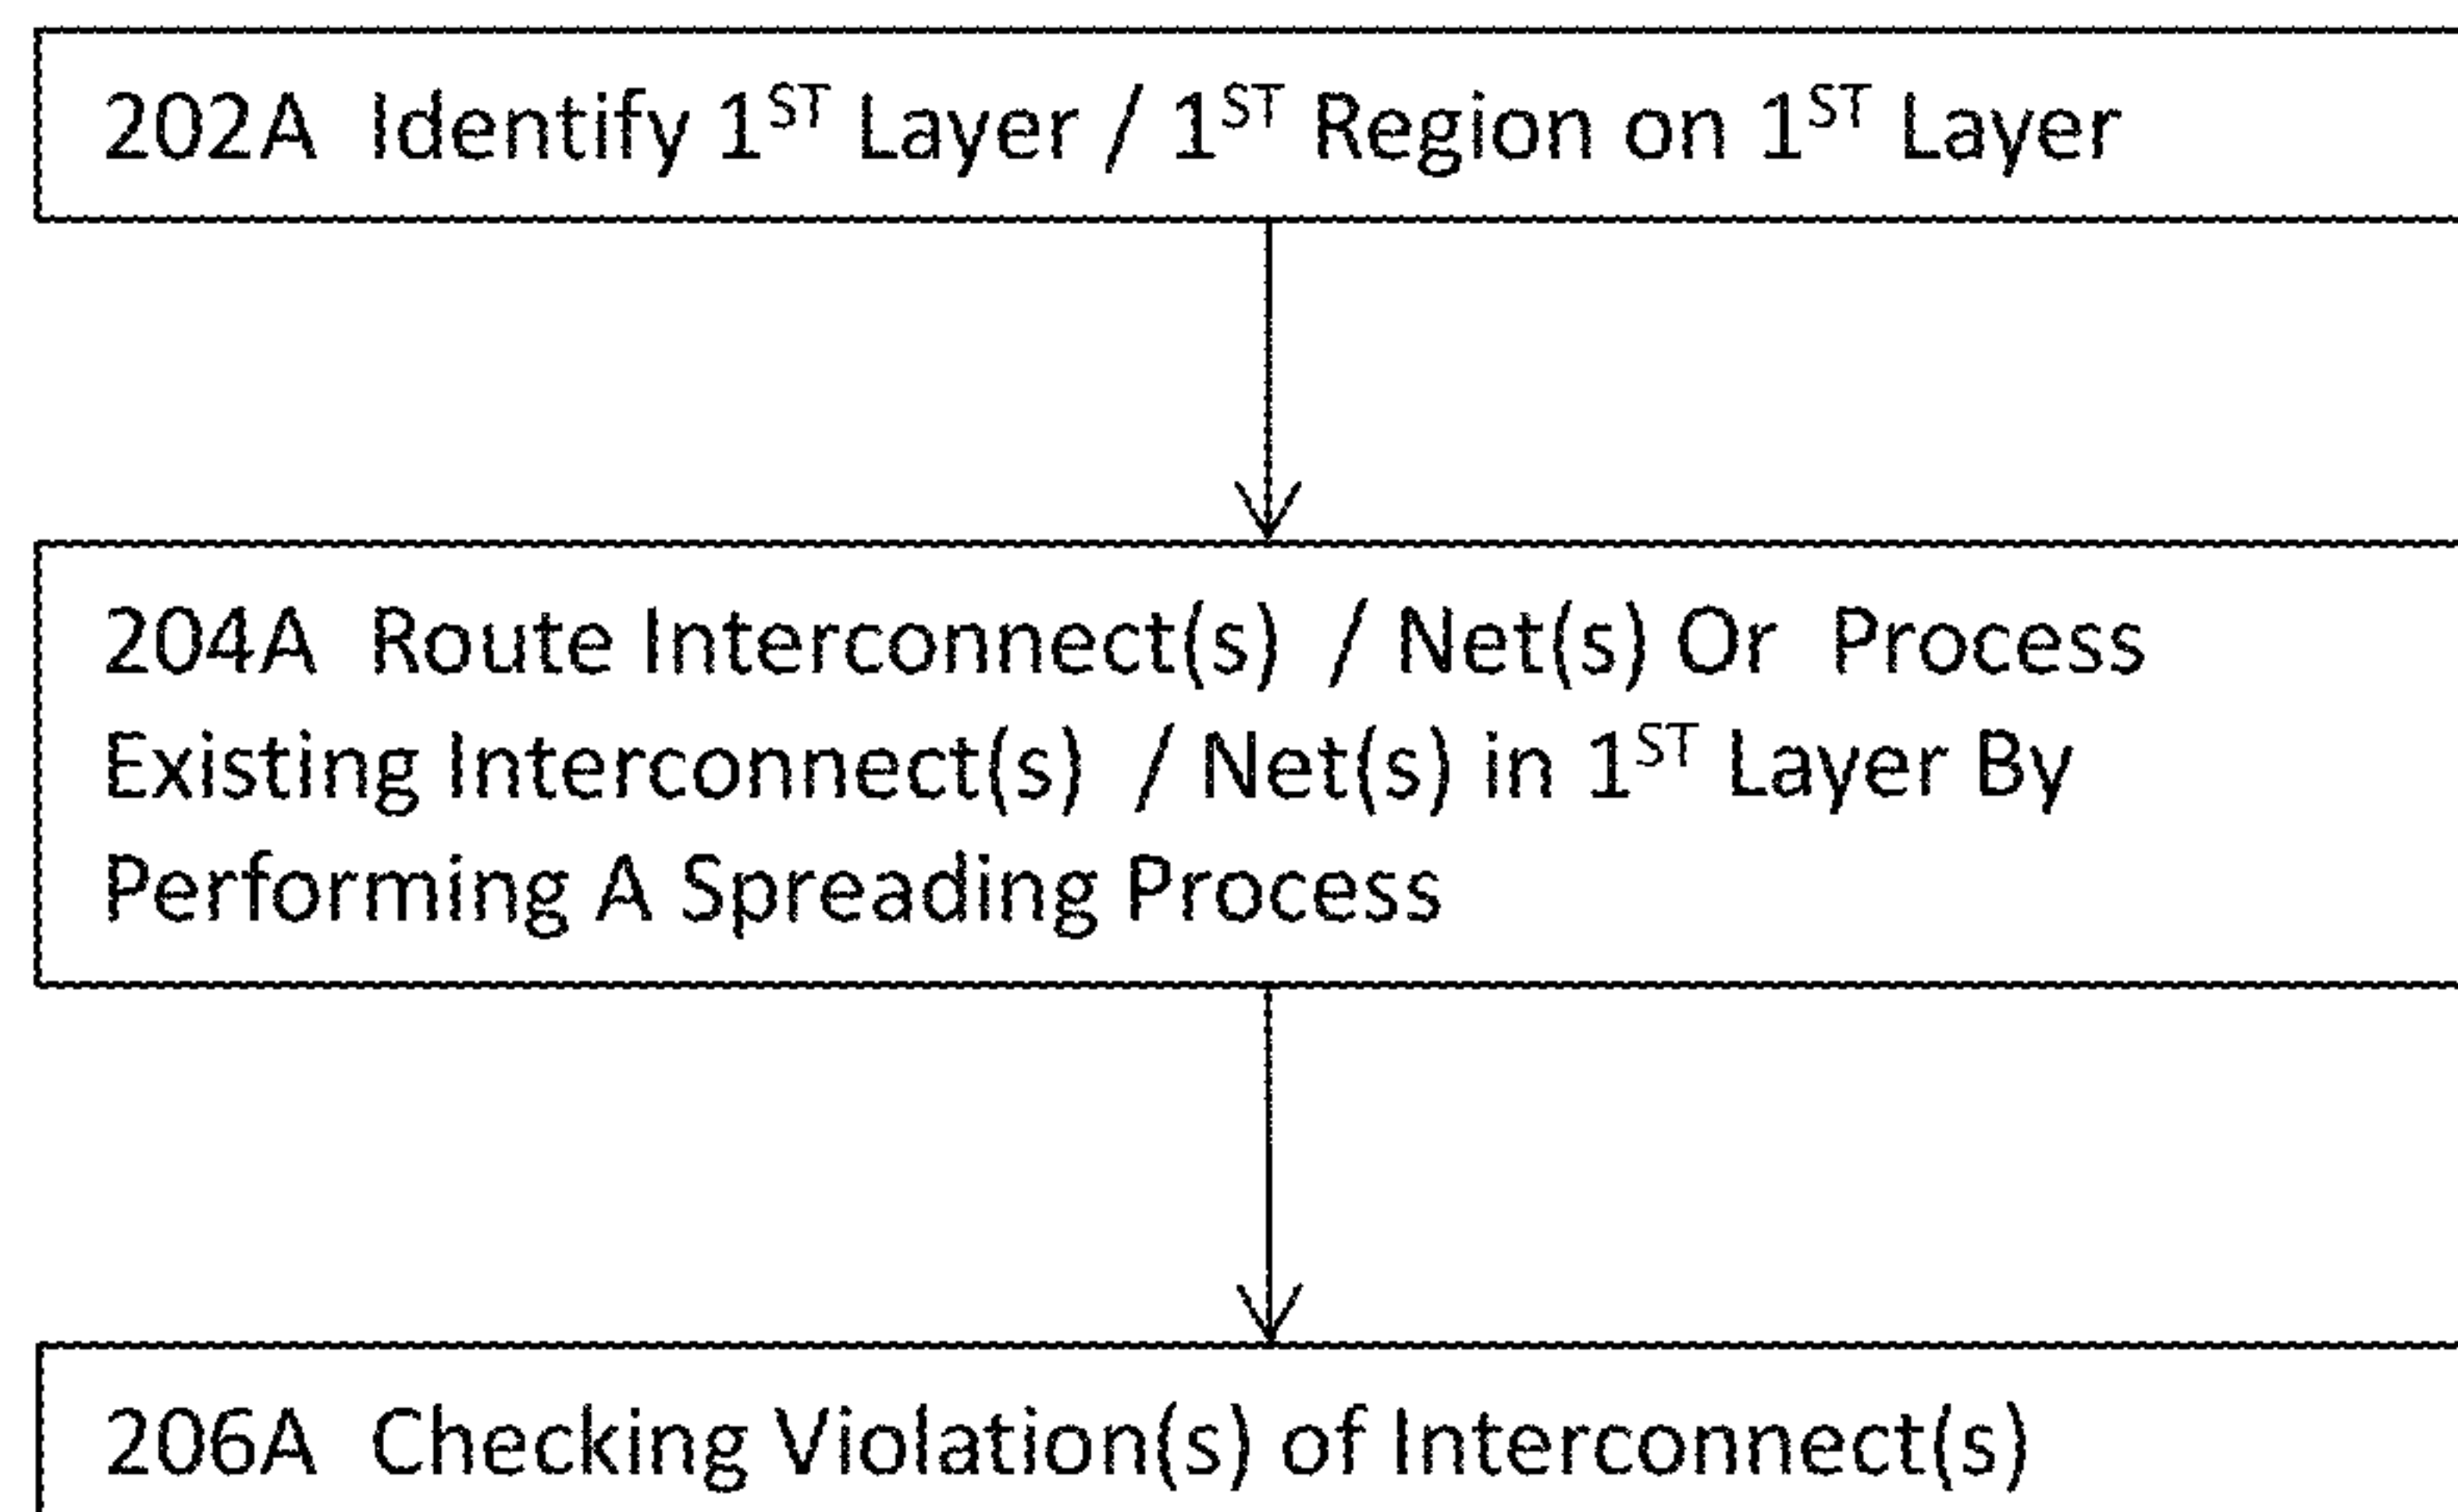 202A Identify 1ST Layer / 1ST Region on 1ST Layer
204A Route Interconnect(s) / Net(s) Or Process
Existing Interconnect(s) / Net(s) in 1ST Layer By
Performing A Spreading Process
206A Checking Violation(s) of Interconnect(s)